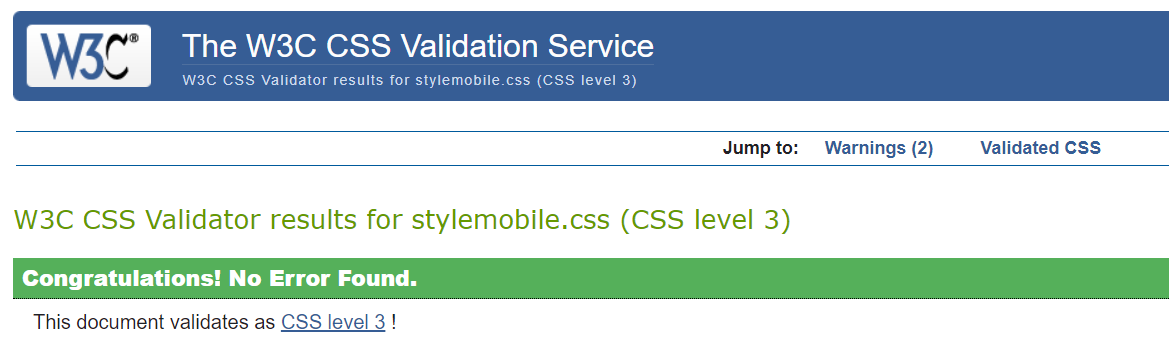 W3C®
The W3C CSS Validation Service
W3C CSS Validator results for stylemobile.css (CSS level 3)
Jump to: Warnings (2) Validated CSS
W3C CSS Validator results for stylemobile.css (CSS level 3)
Congratulations! No Error Found.
This document validates as CSS level 3 !